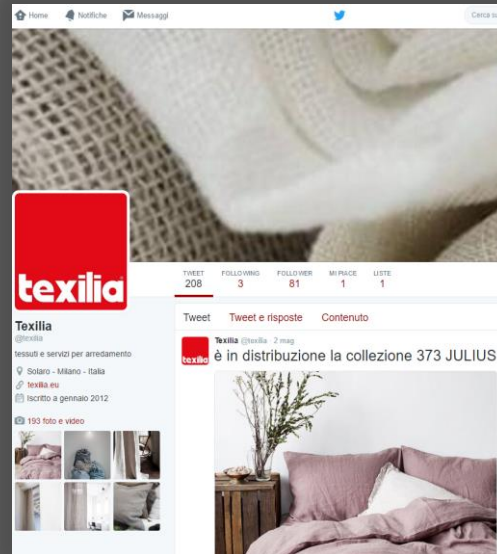 Home Notifiche Messaggi
Cerca su
texilia
TWEET FOLLOWING FOLLOWER MI PIACE LISTE
208 3 81 1 1
Texilia
@texilia
tessuti e servizi per arredamento
Solaro - Milano - Italia
texilia.eu
Iscritto a gennaio 2012
193 foto e video
Tweet Tweet e risposte Contenuto
texilia
Texilia @texilia · 2 mag
è in distribuzione la collezione 373 JULIUS